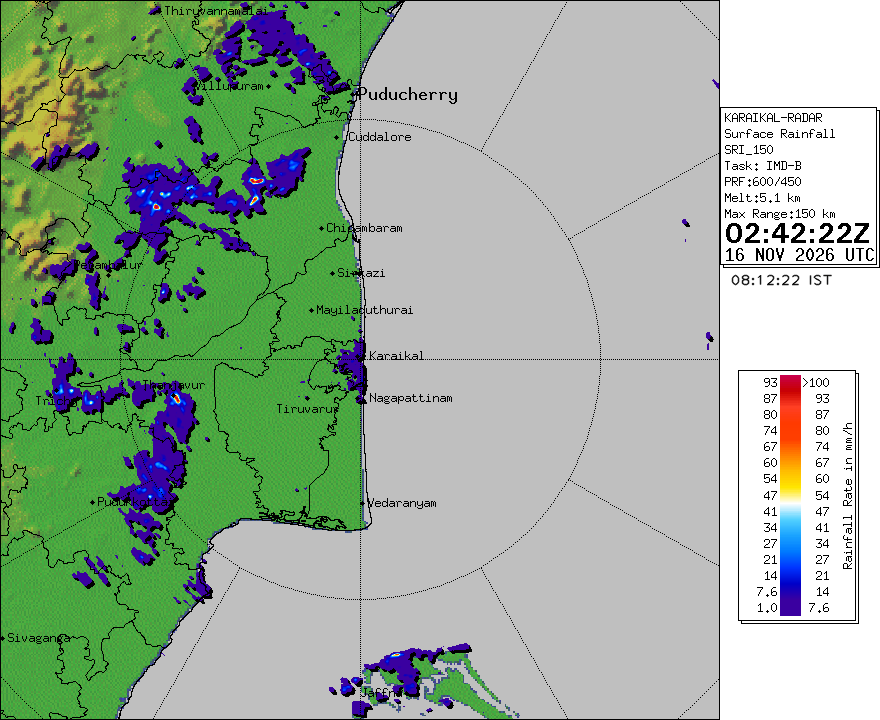 Thiruvannamalai
Villupuram
Puducherry
Cuddalore
Chidambaram
Perambalur
Sirkazi
Mayiladuthurai
Karaikal
Thanjavur
Trichy
Tiruvarur
Nagapattinam
Pudukkottai
Vedaranyam
Sivaganga
Jaffna
KARAIKAL-RADAR
Surface Rainfall
SRI_150
Task: IMD-B
PRF:600/450
Melt:5.1 km
Max Range:150 km
02:42:22Z
16 NOV 2026 UTC
08:12:22 IST
93 >100
87 93
80 87
74 80
67 74
60 67
54 60
47 54
41 47
34 41
27 34
21 27
14 21
7.6 14
1.0 7.6
Rainfall Rate in mm/h